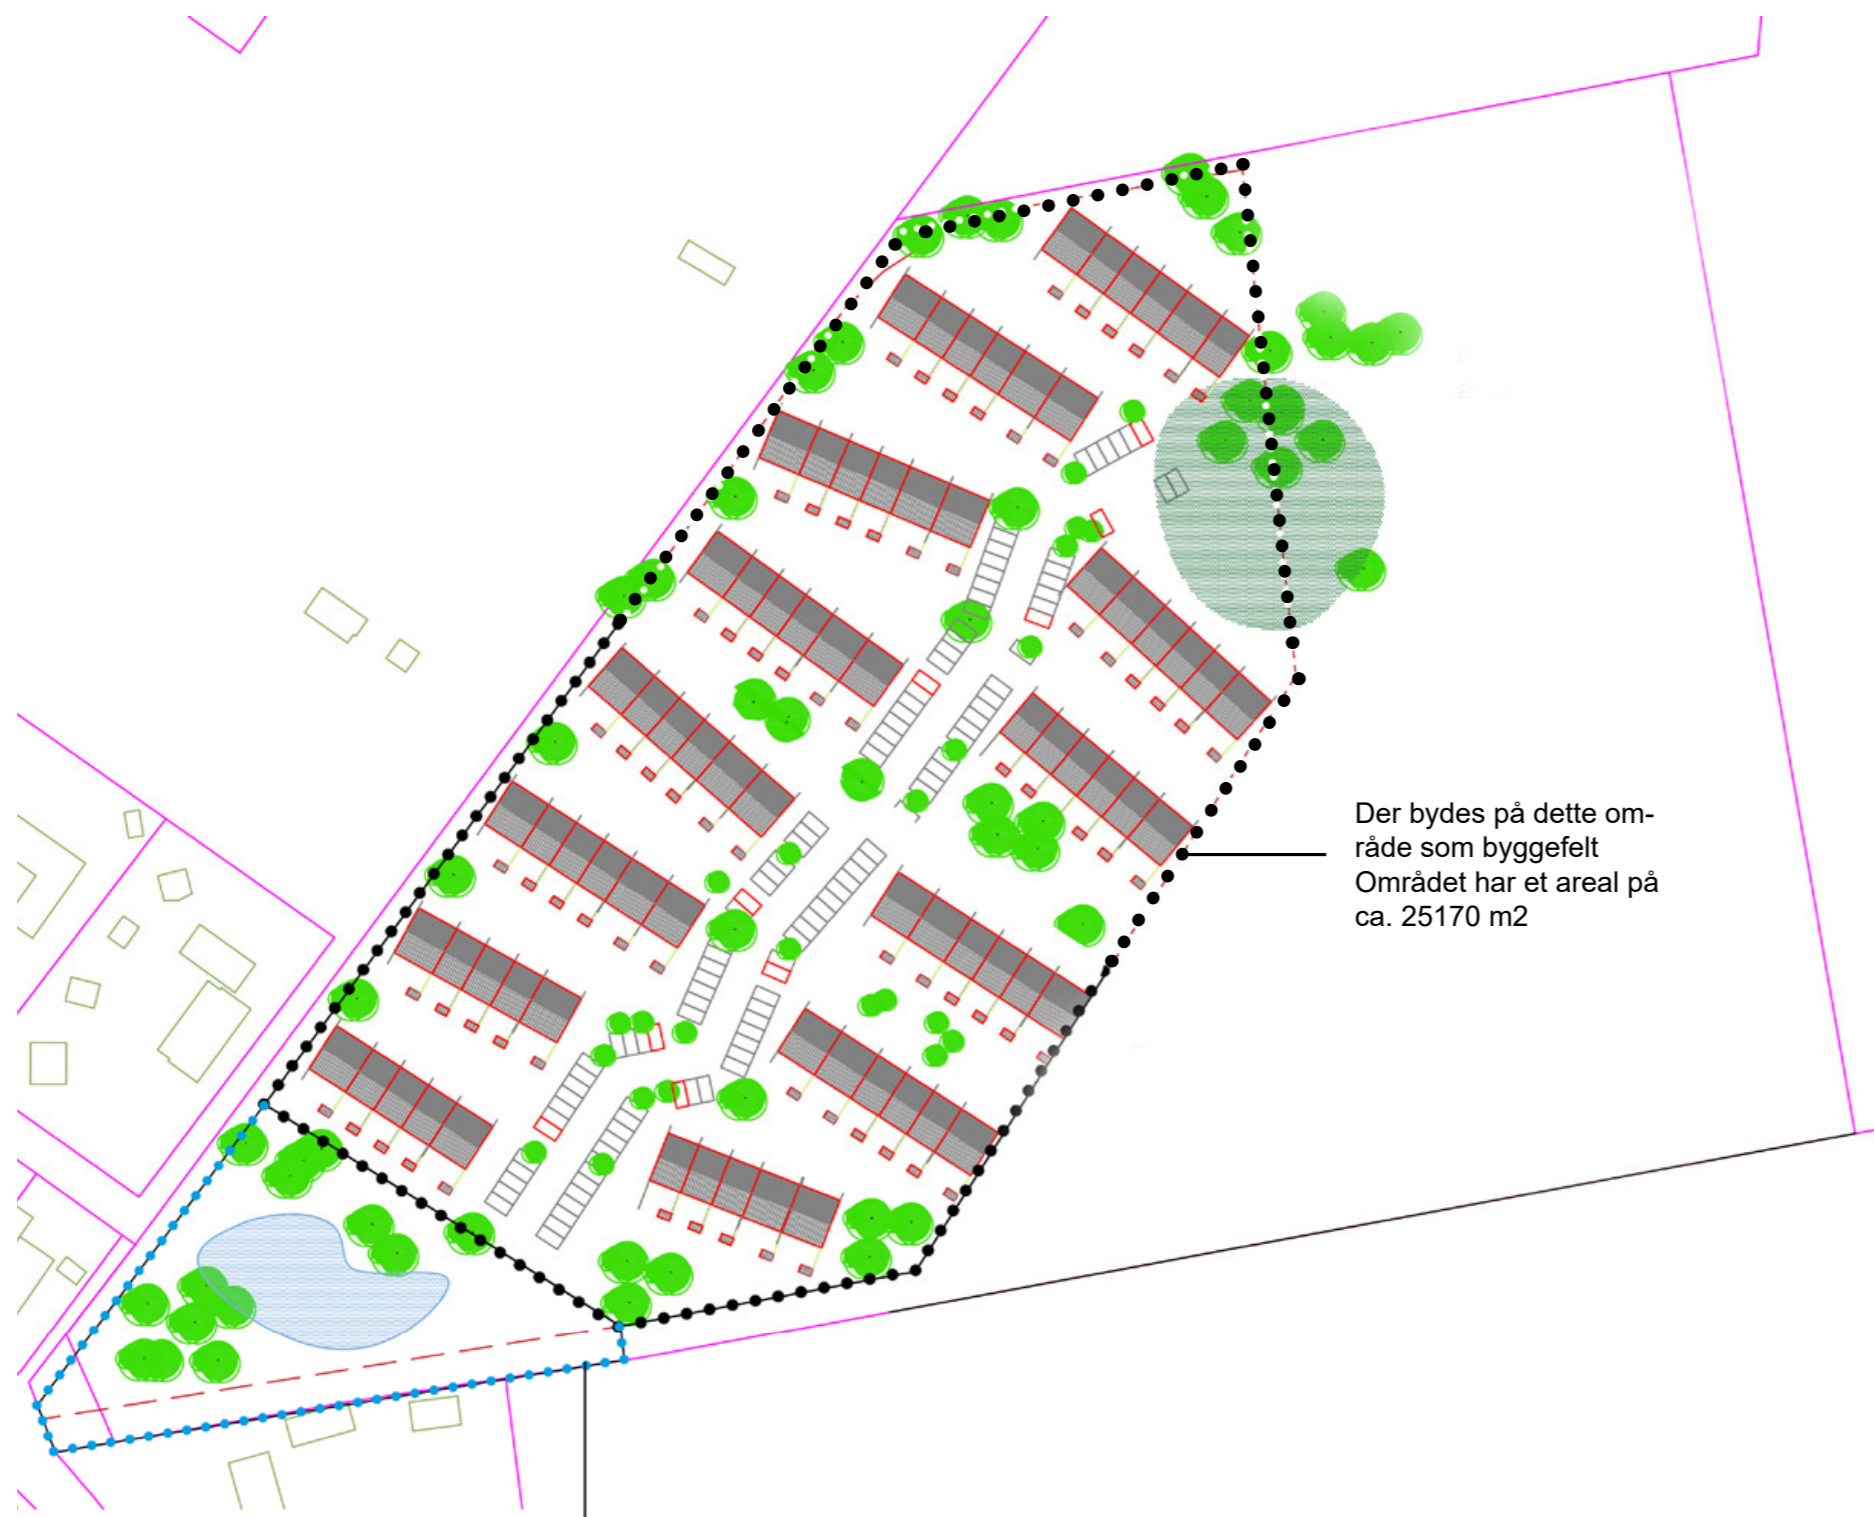 Der bydes på dette om-
råde som byggefelt
Området har et areal på
ca. 25170 m2